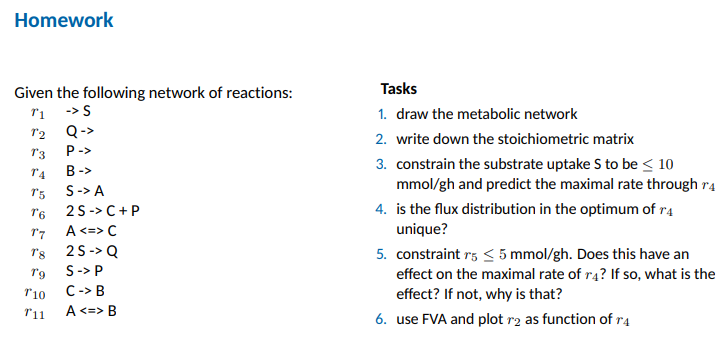 Homework
Given the following network of reactions:
r1 -> S
r2 Q ->
r3 P ->
r4 B ->
r5 S -> A
r6 2 S -> C + P
r7 A <=> C
r8 2 S -> Q
r9 S -> P
r10 C -> B
r11 A <=> B
Tasks
1. draw the metabolic network
2. write down the stoichiometric matrix
3. constrain the substrate uptake S to be ≤ 10
mmol/gh and predict the maximal rate through r4
4. is the flux distribution in the optimum of r4
unique?
5. constraint r5 ≤ 5 mmol/gh. Does this have an
effect on the maximal rate of r4? If so, what is the
effect? If not, why is that?
6. use FVA and plot r2 as function of r4